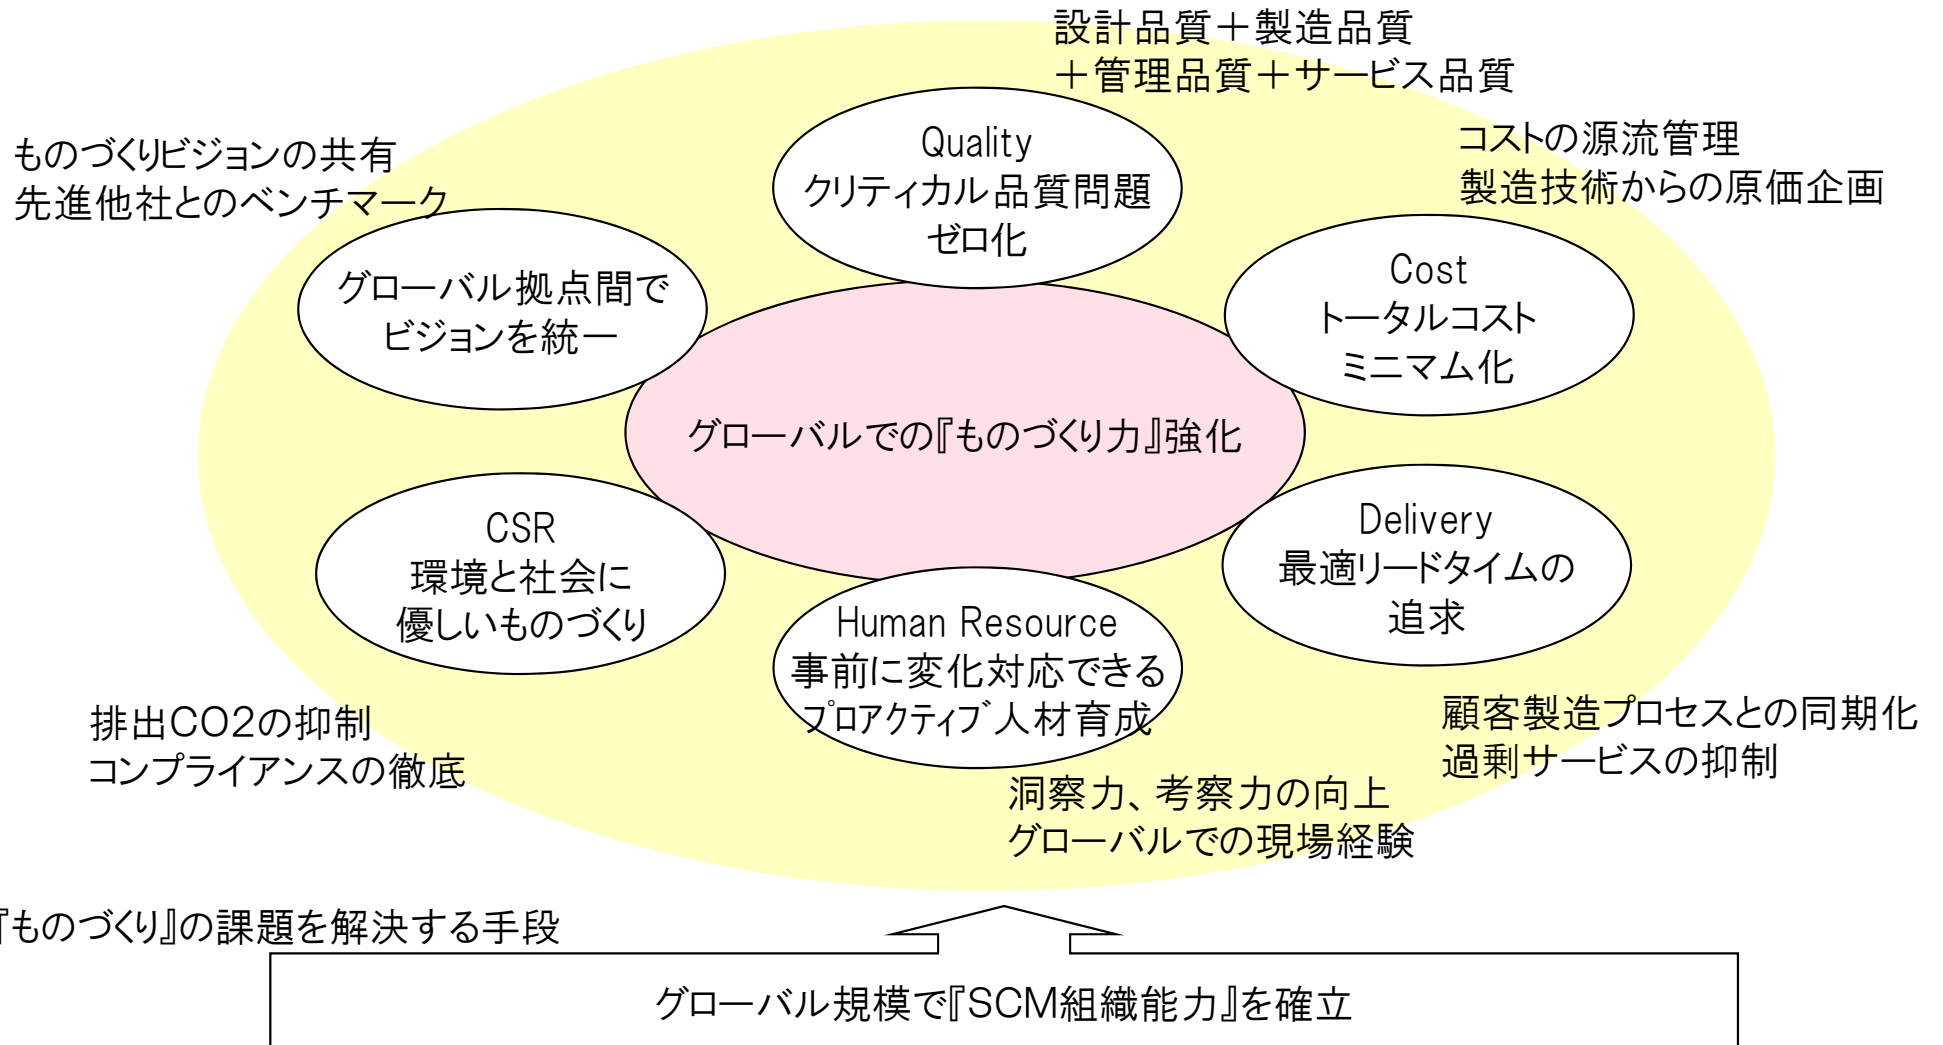 設計品質＋製造品質
＋管理品質＋サービス品質
ものづくりビジョンの共有
先進他社とのベンチマーク
コストの源流管理
製造技術からの原価企画
Quality
クリティカル品質問題
ゼロ化
グローバル拠点間で
ビジョンを統一
Cost
トータルコスト
ミニマム化
グローバルでの『ものづくり力』強化
CSR
環境と社会に
優しいものづくり
Delivery
最適リードタイムの
追求
Human Resource
事前に変化対応できる
プロアクティブ人材育成
排出CO2の抑制
コンプライアンスの徹底
顧客製造プロセスとの同期化
過剰サービスの抑制
洞察力、考察力の向上
グローバルでの現場経験
『ものづくり』の課題を解決する手段
グローバル規模で『SCM組織能力』を確立